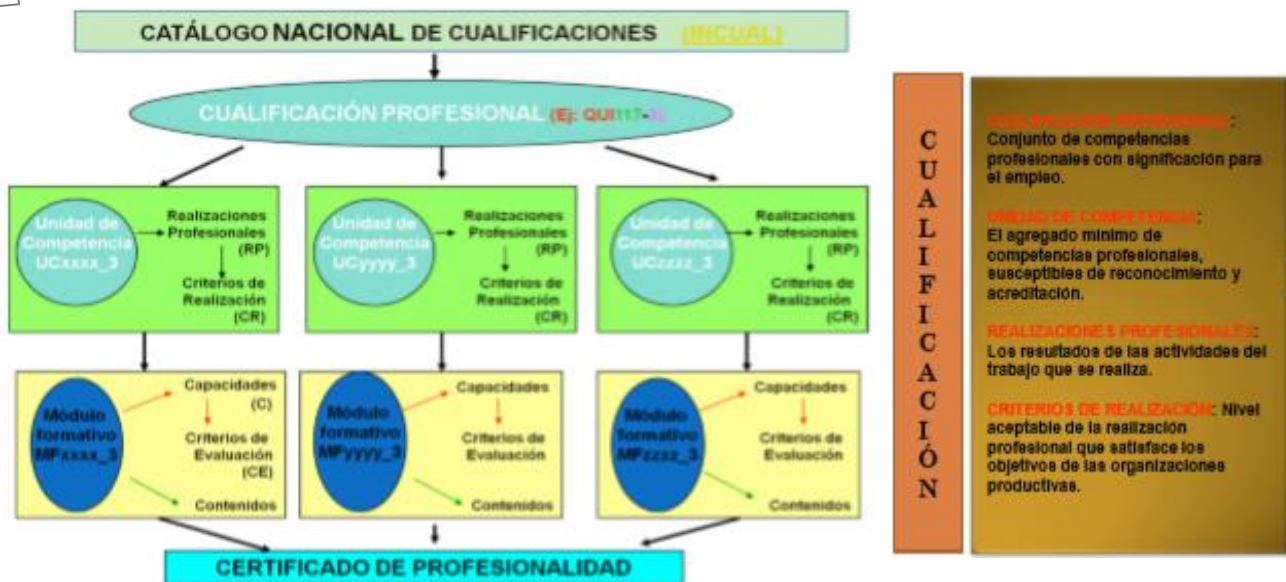 CATÁLOGO NACIONAL DE CUALIFICACIONES (INCUAL)
CUALIFICACIÓN PROFESIONAL (Ej: QUI117-3)
Unidad de
Competencia
UCxxxx_3
Realizaciones
Profesionales
(RP)
Criterios de
Realización
(CR)
Unidad de
Competencia
UCyyyy_3
Realizaciones
Profesionales
(RP)
Criterios de
Realización
(CR)
Unidad de
Competencia
UCzzzz_3
Realizaciones
Profesionales
(RP)
Criterios de
Realización
(CR)
Módulo
formativo
MFxxxx_3
Capacidades
(C)
Criterios de
Evaluación
(CE)
Contenidos
Módulo
formativo
MFyyyy_3
Capacidades
Criterios de
Evaluación
Contenidos
Módulo
formativo
MFzzzz_3
Capacidades
Criterios de
Evaluación
Contenidos
CERTIFICADO DE PROFESIONALIDAD
CUALIFICACIÓN
CUALIFICACIÓN PROFESIONAL:
Conjunto de competencias
profesionales con significación para
el empleo.
UNIDAD DE COMPETENCIA:
El agregado mínimo de
competencias profesionales,
susceptibles de reconocimiento y
acreditación.
REALIZACIONES PROFESIONALES:
Los resultados de las actividades del
trabajo que se realiza.
CRITERIOS DE REALIZACIÓN: Nivel
aceptable de la realización
profesional que satisface los
objetivos de las organizaciones
productivas.